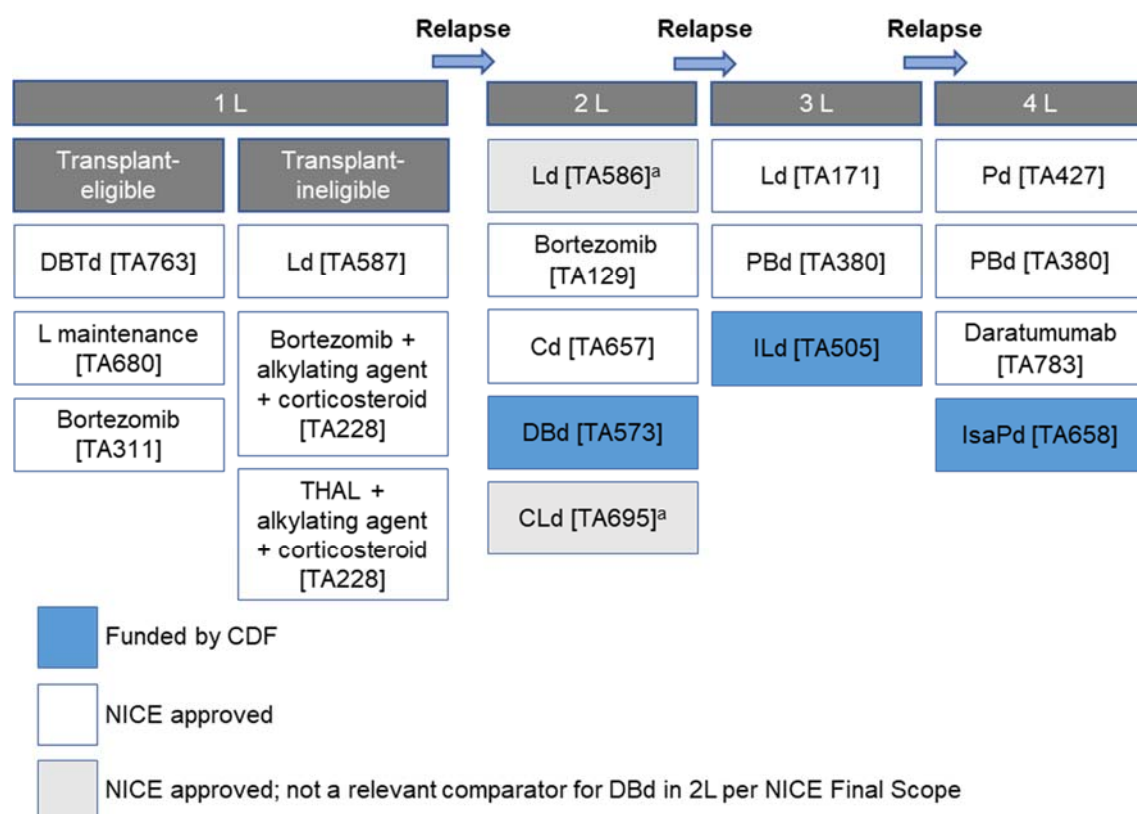 Relapse
Relapse
Relapse
1 L
2 L
3 L
4 L
Transplant-
eligible
Transplant-
ineligible
Ld [TA586]ª
Ld [TA171]
Pd [TA427]
DBTd [TA763]
Ld [TA587]
Bortezomib
[TA129]
PBd [TA380]
PBd [TA380]
L maintenance
[TA680]
Bortezomib +
alkylating agent
+ corticosteroid
[TA228]
Cd [TA657]
ILd [TA505]
Daratumumab
[TA783]
Bortezomib
[TA311]
DBd [TA573]
IsaPd [TA658]
THAL +
alkylating agent
+ corticosteroid
[TA228]
CLd [TA695]ª
Funded by CDF
NICE approved
NICE approved; not a relevant comparator for DBd in 2L per NICE Final Scope